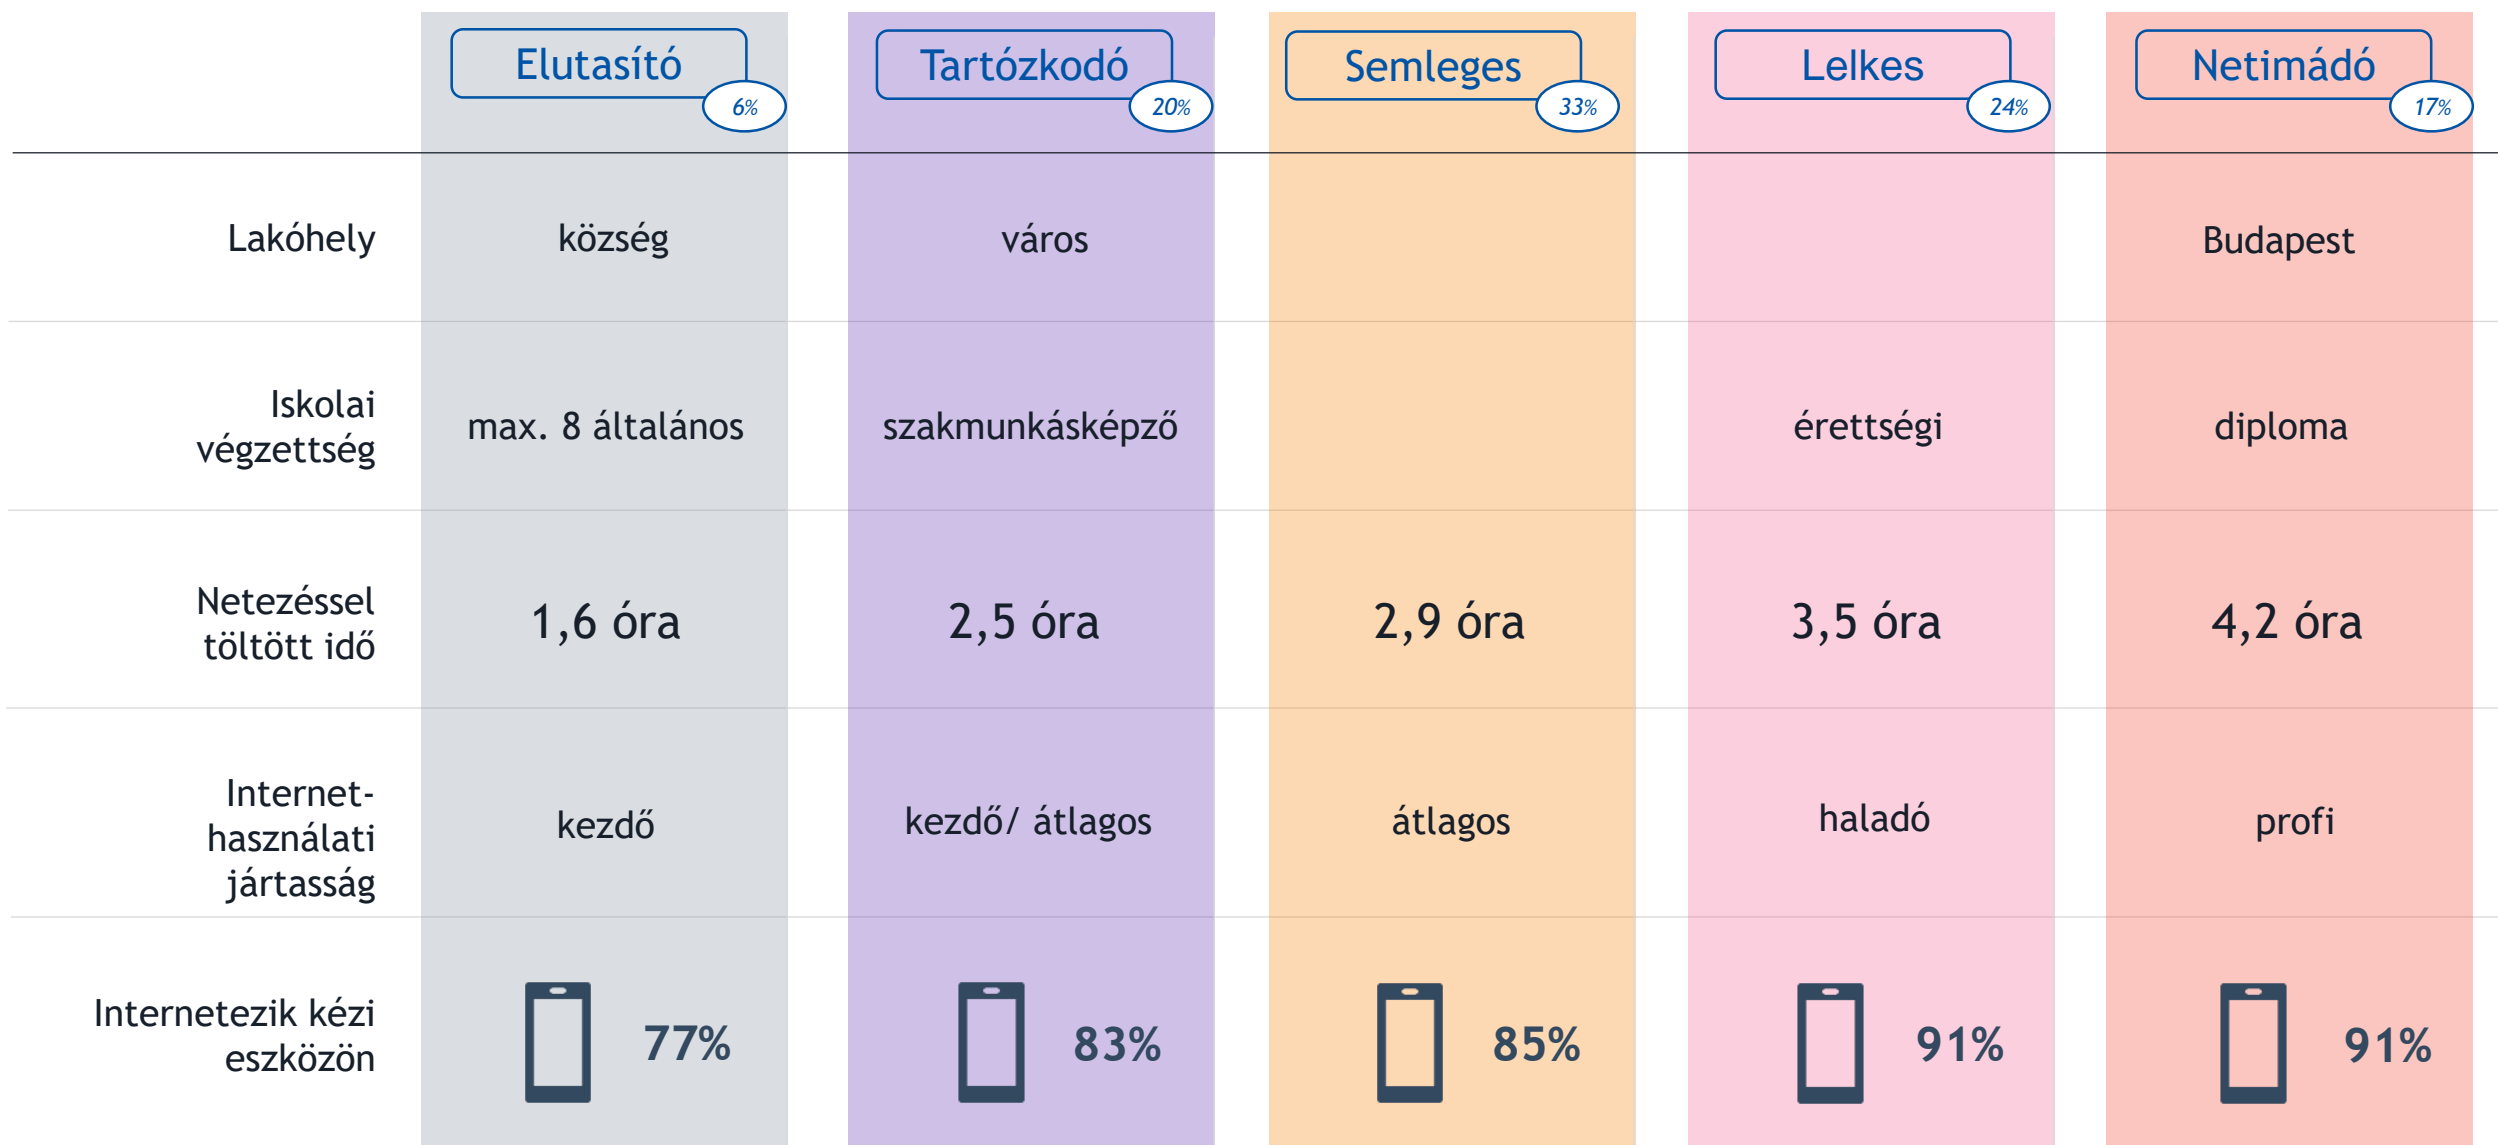 Elutasító
6%
Tartózkodó
20%
Semleges
33%
Lelkes
24%
Netimádó
17%
Lakóhely
község
város
Budapest
Iskolai
végzettség
max. 8 általános
szakmunkásképző
érettségi
diploma
Netezéssel
töltött idő
1,6 óra
2,5 óra
2,9 óra
3,5 óra
4,2 óra
Internet-
használati
jártasság
kezdő
kezdő/ átlagos
átlagos
haladó
profi
Internetezik kézi
eszközön
77%
83%
85%
91%
91%